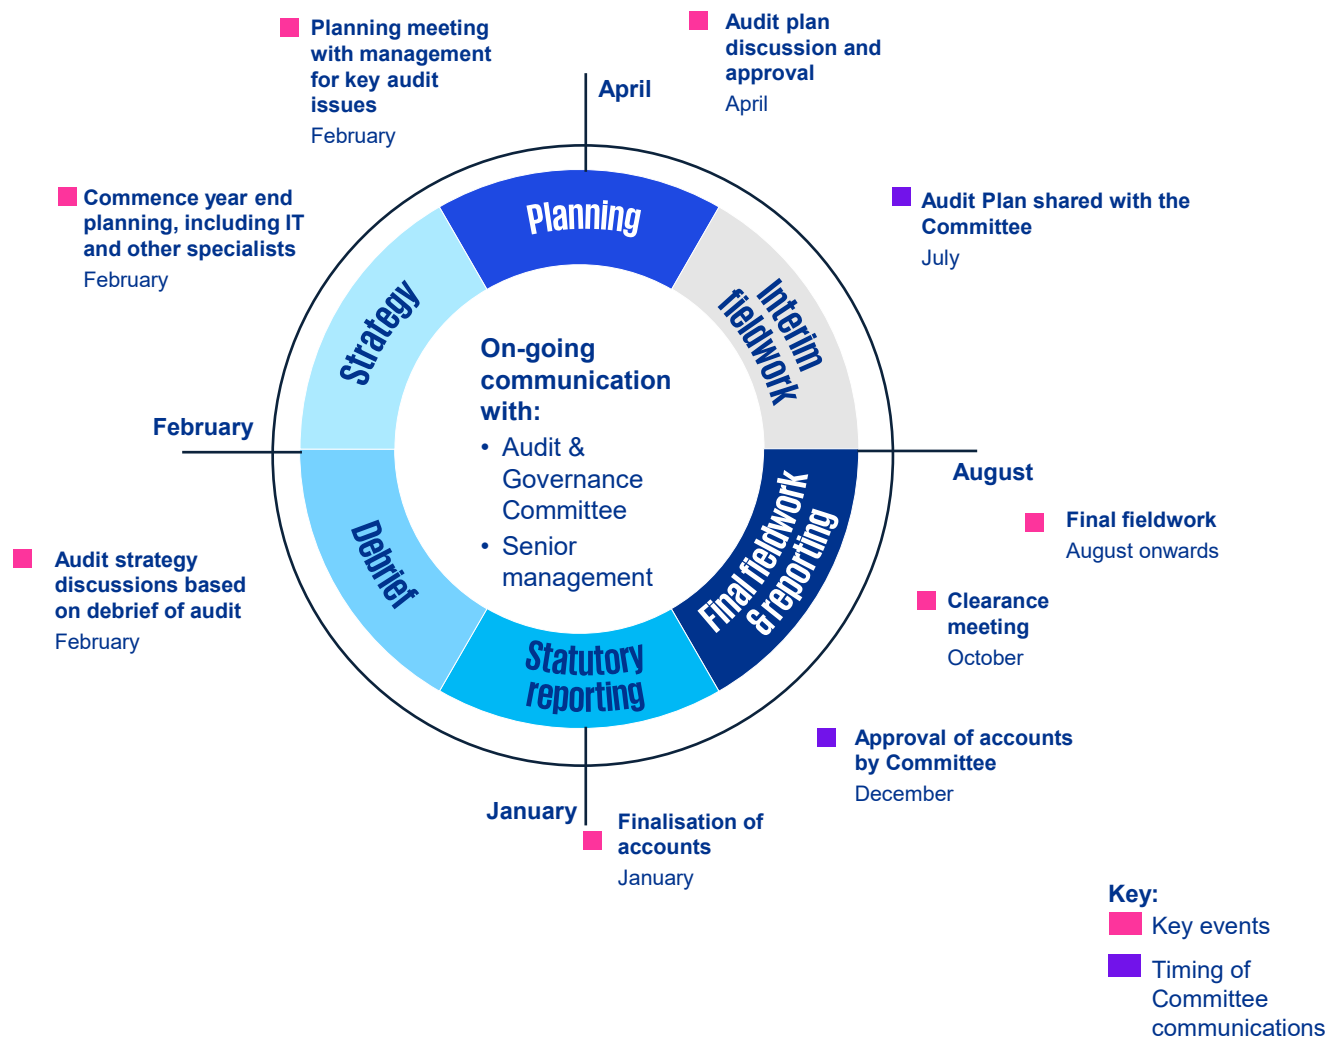 Planning meeting
with management
for key audit
issues
February
Audit plan
discussion and
approval
April
April
Commence year end
planning, including IT
and other specialists
February
Audit Plan shared with the
Committee
July
Planning
Interim
fieldwork
Strategy
On-going
communication
with:
• Audit &
Governance
Committee
• Senior
management
February
August
Final fieldwork
August onwards
Final fieldwork
& reporting
Debrief
Audit strategy
discussions based
on debrief of audit
February
Clearance
meeting
October
Statutory
reporting
Approval of accounts
by Committee
December
January
Finalisation of
accounts
January
Key:
Key events
Timing of
Committee
communications